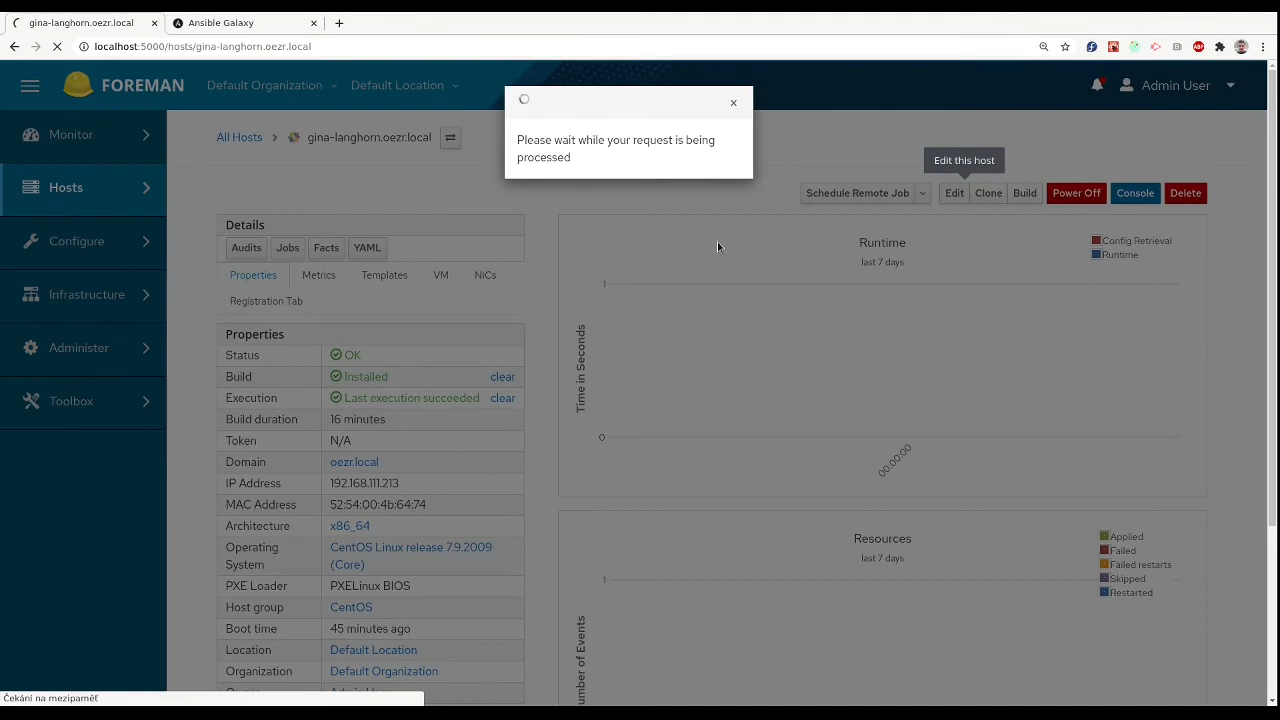 gina-langhorn.oezr.local × Ansible Galaxy × +
localhost:5000/hosts/gina-langhorn.oezr.local
FOREMAN Default Organization Default Location Admin User
Please wait while your request is being
processed
×
Monitor
Hosts
Configure
Infrastructure
Administer
Toolbox
All Hosts gina-langhorn.oezr.local
Edit this host
Schedule Remote Job Edit Clone Build Power Off Console Delete
Details
Audits Jobs Facts YAML
Properties Metrics Templates VM NICs
Registration Tab
Properties
Status OK
Build Installed clear
Execution Last execution succeeded clear
Build duration 16 minutes
Token N/A
Domain oezr.local
IP Address 192.168.111.213
MAC Address 52:54:00:4b:64:74
Architecture x86_64
Operating System CentOS Linux release 7.9.2009
(Core)
PXE Loader PXELinux BIOS
Host group CentOS
Boot time 45 minutes ago
Location Default Location
Organization Default Organization
Runtime
last 7 days
Config Retrieval
Runtime
Time in Seconds
1
0
00:00:00
Resources
last 7 days
Applied
Failed
Failed restarts
Skipped
Restarted
1
Čekání na mezipaměť